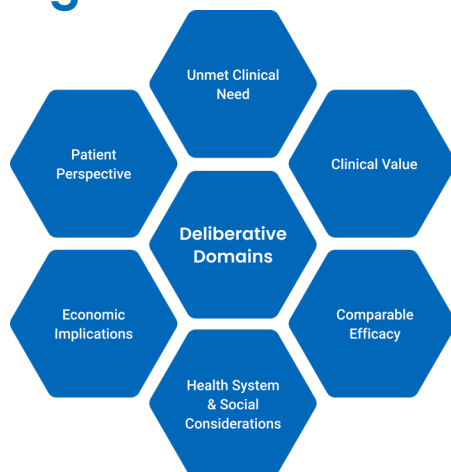 g
Unmet Clinical
Need
Patient
Perspective
Clinical Value
Deliberative
Domains
Economic
Implications
Comparable
Efficacy
Health System
& Social
Considerations